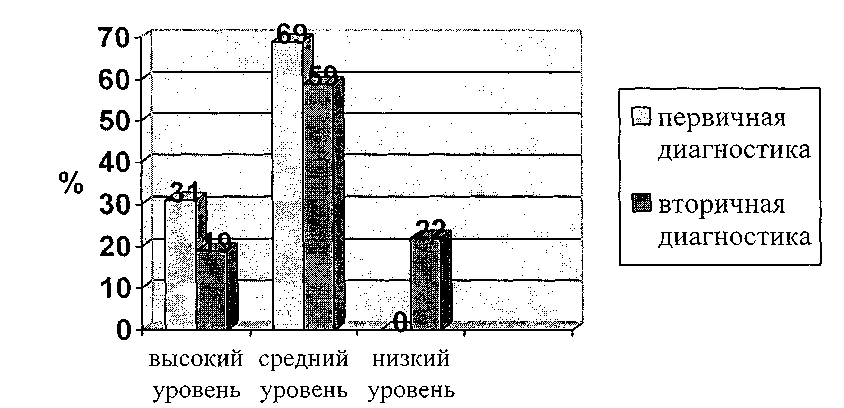 70
60
50
40
30
20
10
0
%
31
19
69
59
0
22
высокий
уровень
средний
уровень
низкий
уровень
первичная
диагностика
вторичная
диагностика